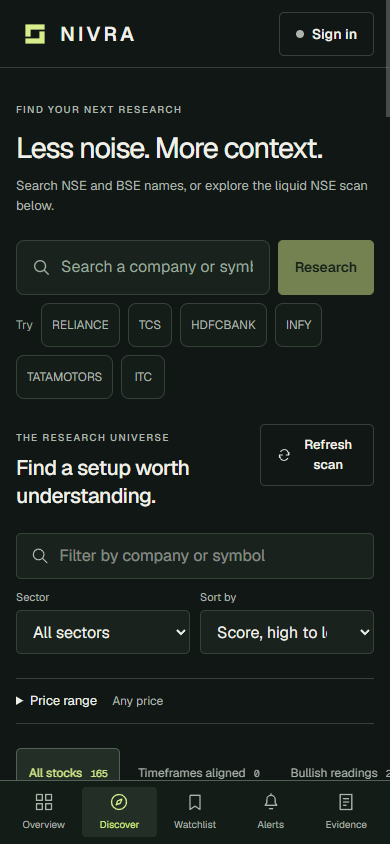 NIVRA
Sign in
FIND YOUR NEXT RESEARCH
Less noise. More context.
Search NSE and BSE names, or explore the liquid NSE scan
below.
Search a company or symb
Research
Try RELIANCE TCS HDFCBANK INFY
TATAMOTORS ITC
THE RESEARCH UNIVERSE
Find a setup worth
understanding.
Refresh
scan
Filter by company or symbol
Sector Sort by
All sectors Score, high to l
Price range Any price
All stocks 165 Timeframes aligned 0 Bullish readings
Overview Discover Watchlist Alerts Evidence